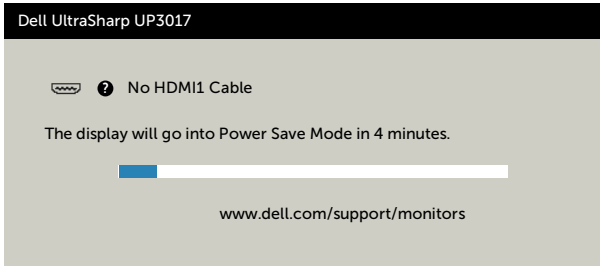 Dell UltraSharp UP3017
? No HDMI1 Cable
The display will go into Power Save Mode in 4 minutes.
www.dell.com/support/monitors